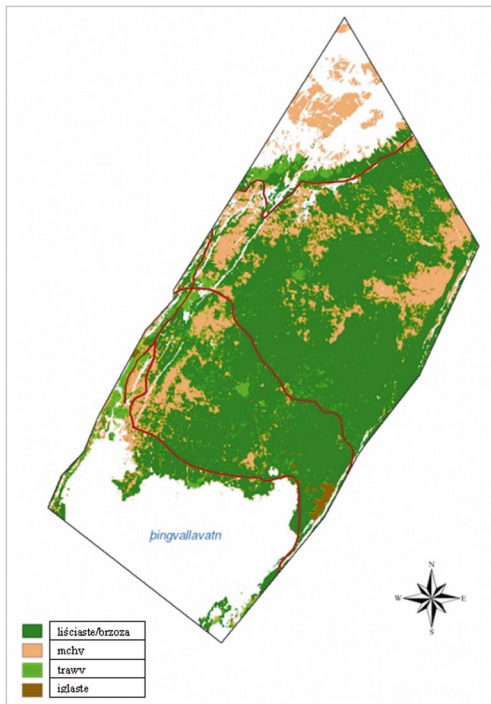 þingvallavatn
N
W E
S
liściaste/brzoza
mchy
trawy
iglaste